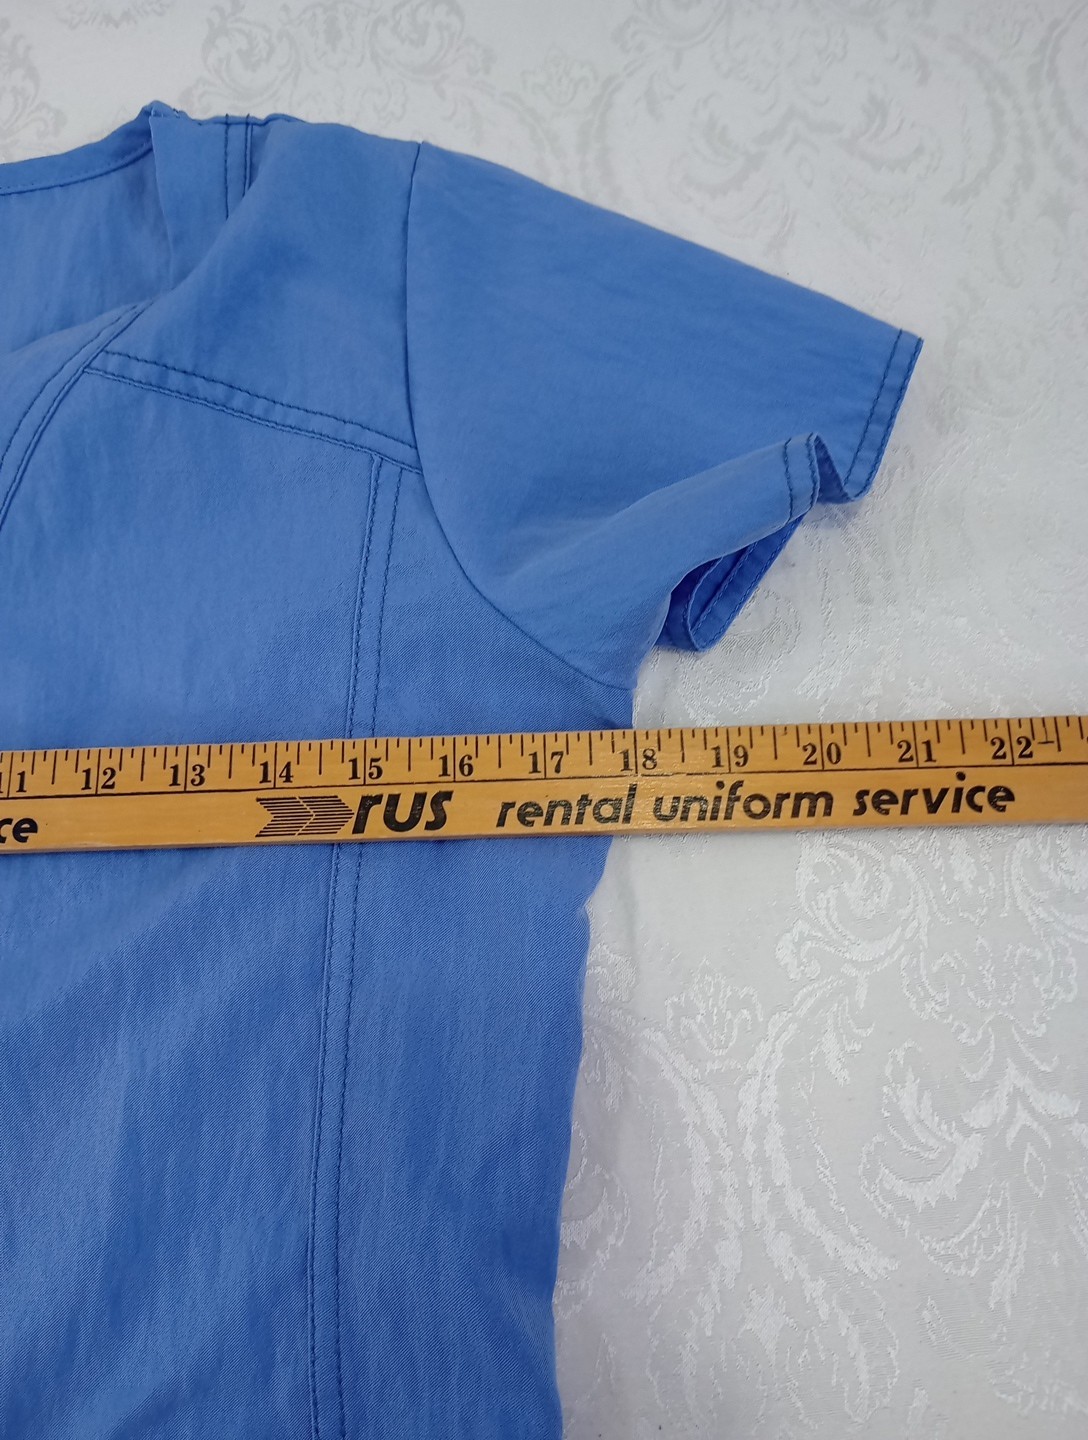 11 12 13 14 15 16 17 18 19 20 21 22
ce rus rental uniform service